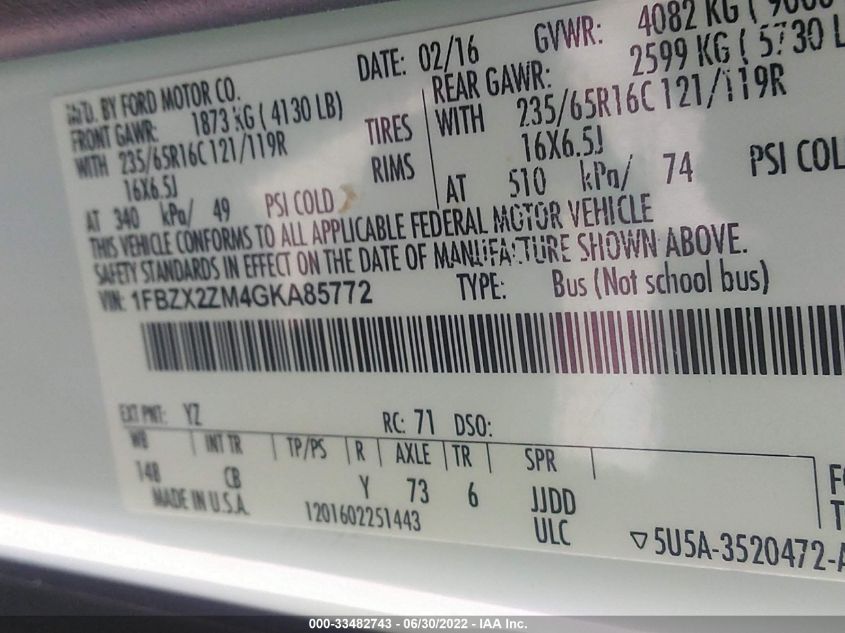 MFD. BY FORD MOTOR CO. DATE: 02/16 GVWR: 4082 KG (
FRONT GAWR: 1873 KG ( 4130 LB) REAR GAWR: 2599 KG ( 5730 L
WITH 235/65R16C 121/119R TIRES WITH 235/65R16C 121/119R
16X6.5J RIMS 16X6.5J
AT 340 kPa/ 49 PSI COLD AT 510 kPa/ 74 PSI COL
THIS VEHICLE CONFORMS TO ALL APPLICABLE FEDERAL MOTOR VEHICLE
SAFETY STANDARDS IN EFFECT ON THE DATE OF MANUFACTURE SHOWN ABOVE.
VIN: 1FBZX2ZM4GKA85772 TYPE: Bus (Not school bus)
EXT PNT: YZ RC: 71 DSO:
WB INT TR TP/PS R AXLE TR SPR
148 CB Y 73 6 JJDD
MADE IN U.S.A. 1201602251443 ULC
▽5U5A-3520472-A
000-33482743 - 06/30/2022 - IAA Inc.